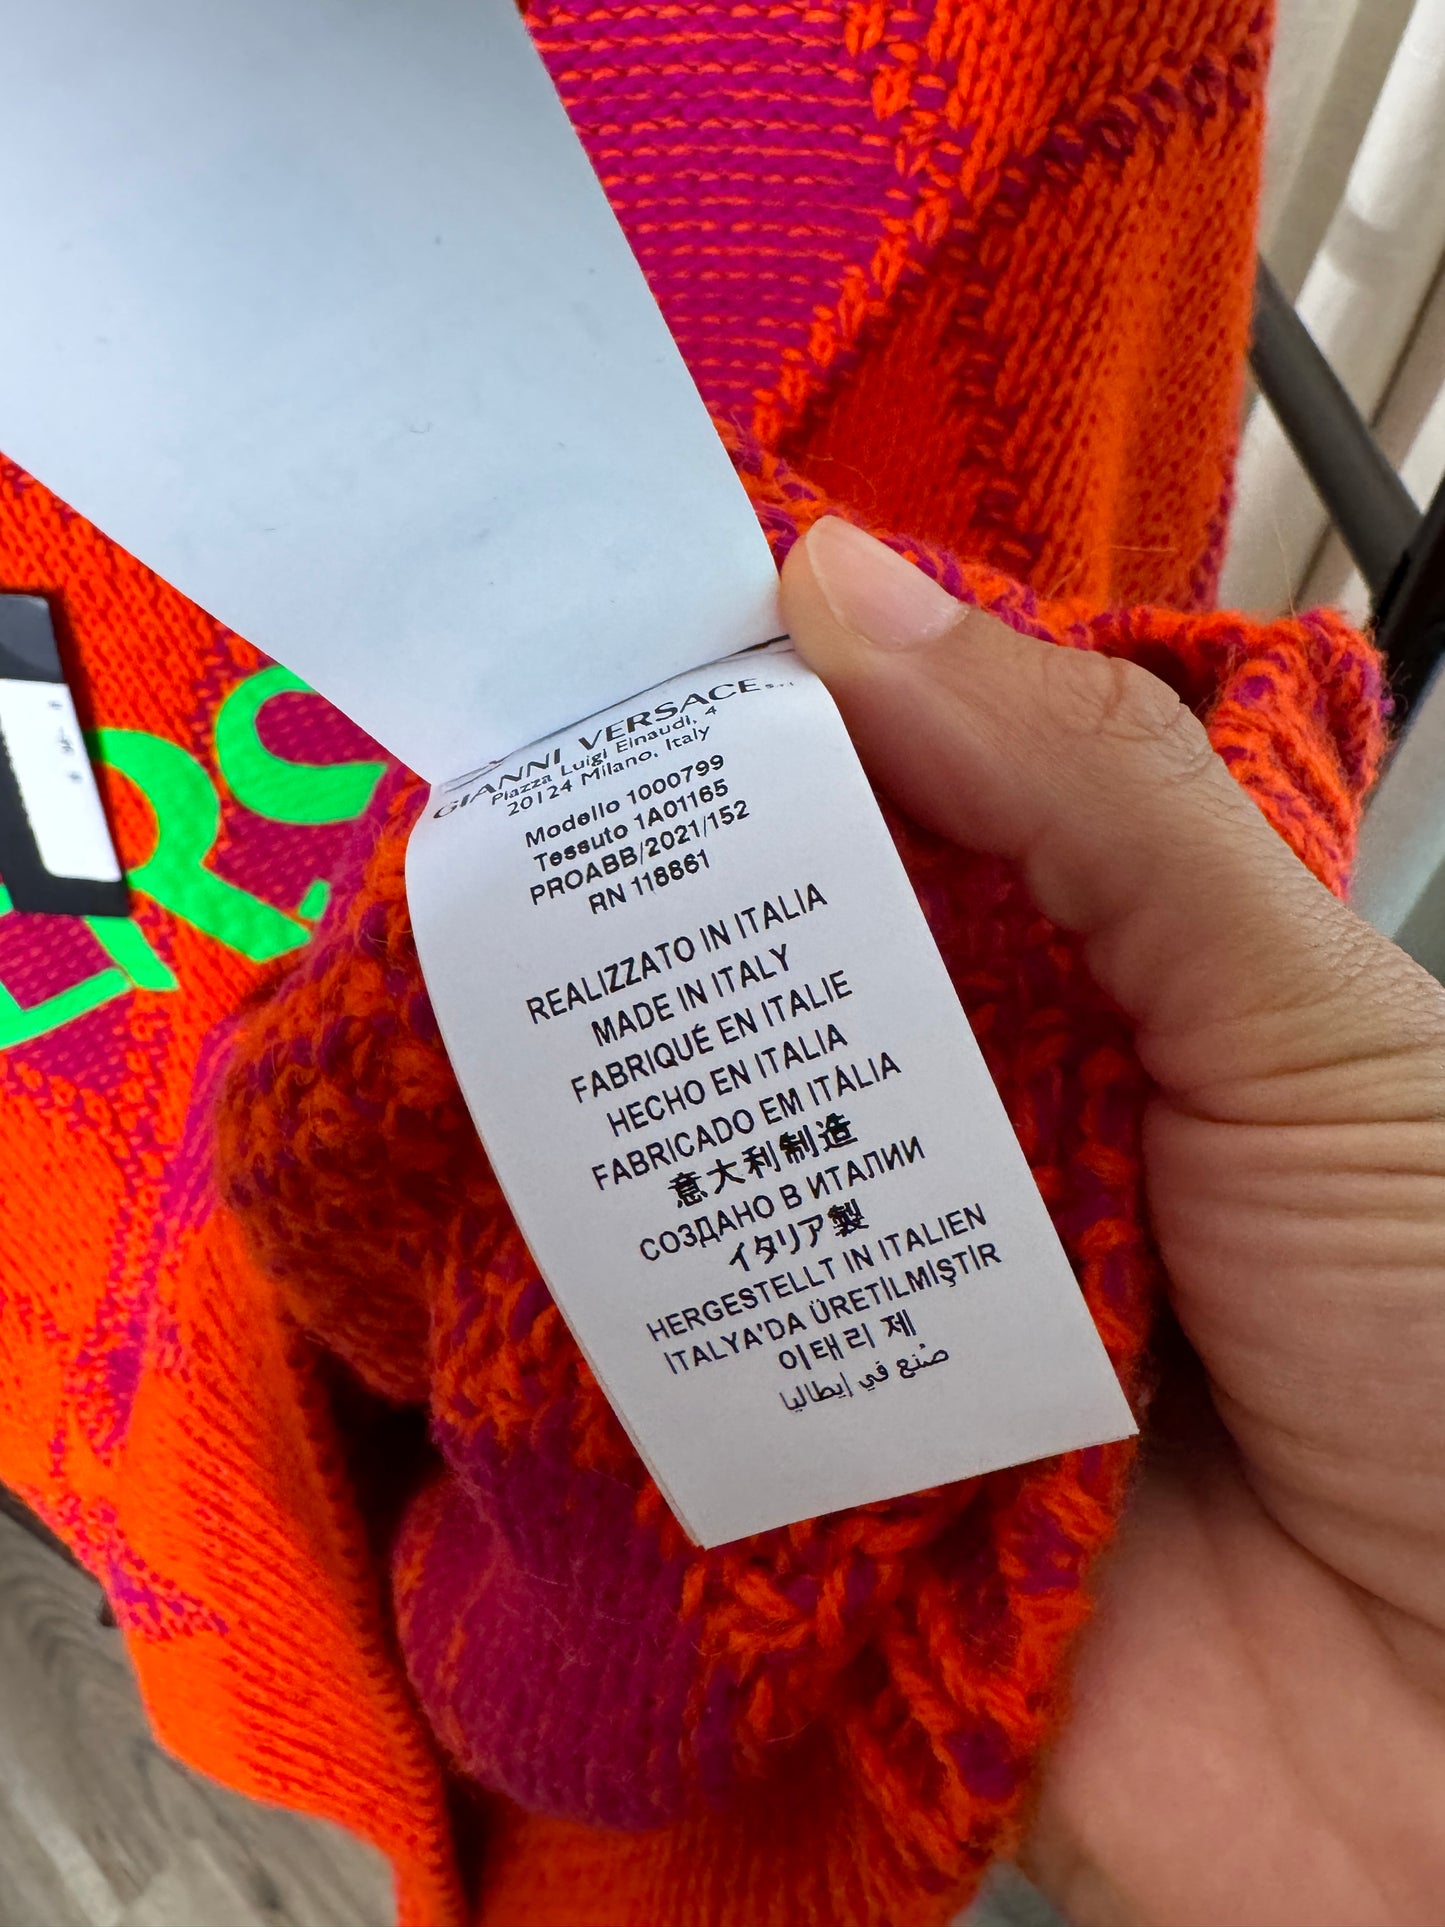 GIANNI VERSACE S.r.l.
Piazza Luigi Einaudi, 4
20124 Milano, Italy
Modello 1000799
Tessuto 1A01165
PROABB/2021/152
RN 118861
REALIZZATO IN ITALIA
MADE IN ITALY
FABRIQUÉ EN ITALIE
HECHO EN ITALIA
FABRICADO EM ITÁLIA
意大利制造
СОЗДАНО В ИТАЛИИ
イタリア製
HERGESTELLT IN ITALIEN
İTALYA'DA ÜRETİLMİŞTİR
이태리 제
صُنع في إيطاليا
ERS